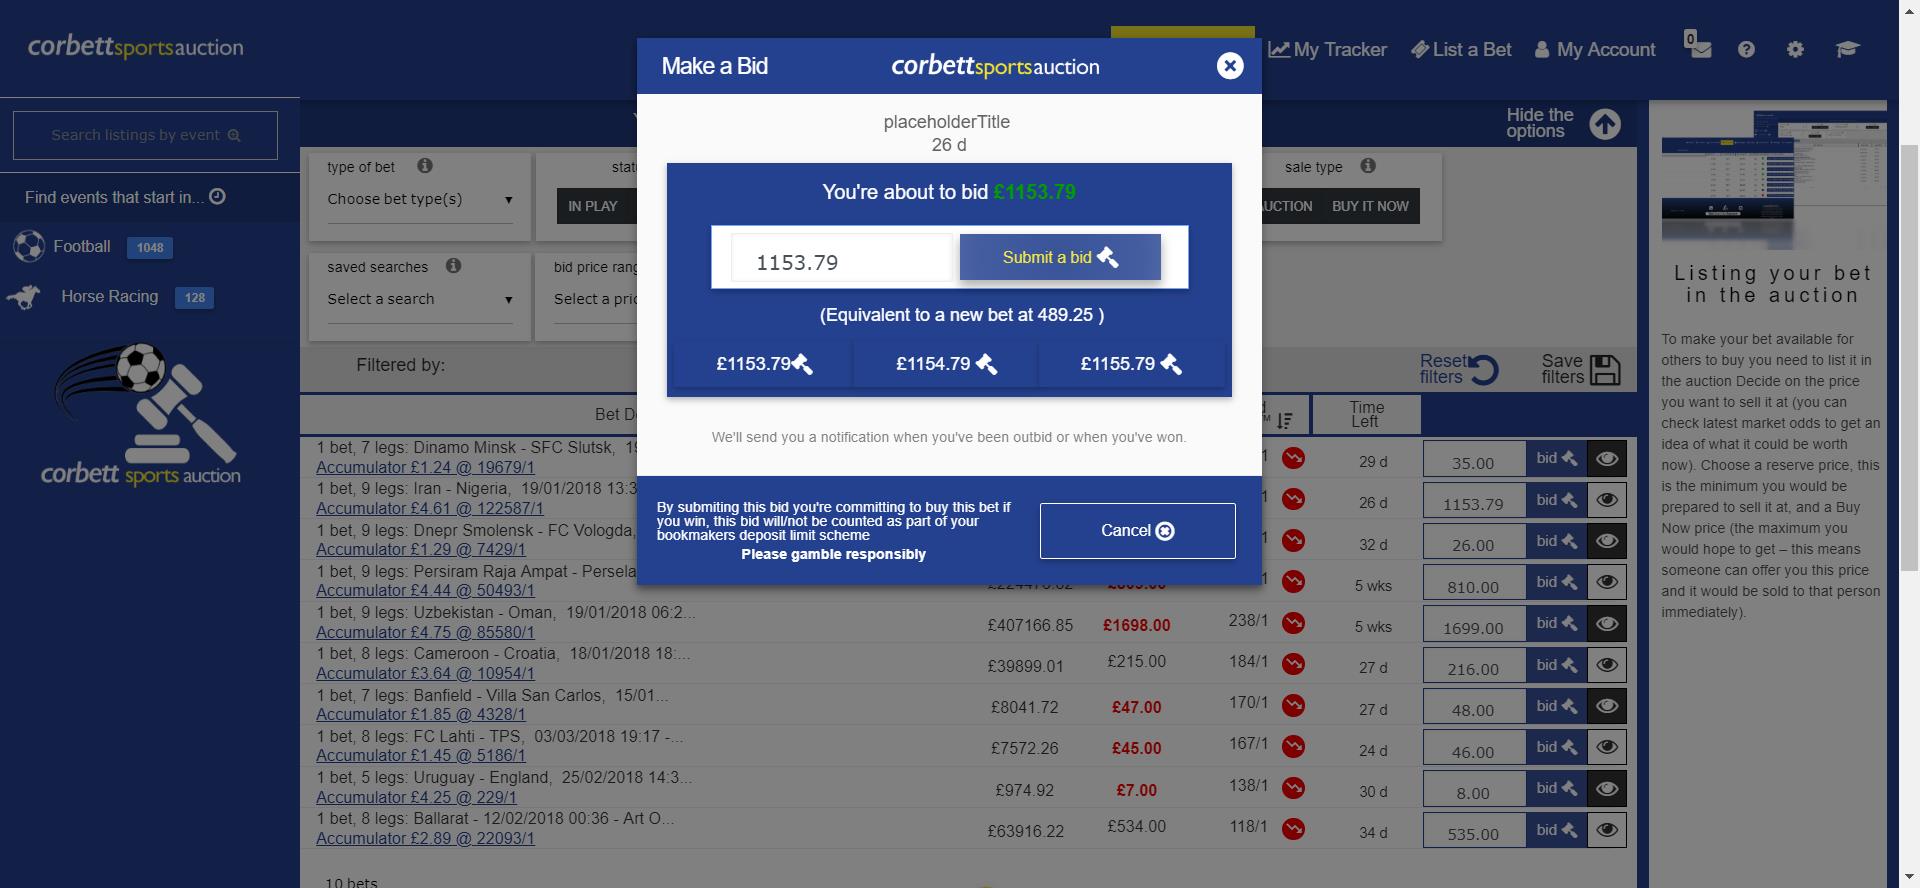 corbettsportsauction
My Tracker
List a Bet
My Account
0
Make a Bid
corbettsportsauction
placeholderTitle
26 d
You're about to bid £1153.79
1153.79
Submit a bid
(Equivalent to a new bet at 489.25 )
£1153.79
£1154.79
£1155.79
We'll send you a notification when you've been outbid or when you've won.
By submiting this bid you're committing to buy this bet if
you win, this bid will/not be counted as part of your
bookmakers deposit limit scheme
Please gamble responsibly
Cancel
Search listings by event
Find events that start in...
Football 1048
Horse Racing 128
corbett sports auction
Hide the
options
type of bet
Choose bet type(s)
IN PLAY
sale type
BUY IT NOW
saved searches
Select a search
bid price
Select a
Filtered by:
Reset
filters
Save
filters
Bet
Time
Left
1 bet, 7 legs: Dinamo Minsk - SFC Slutsk,
Accumulator £1.24 @ 19679/1
29 d
35.00
bid
1 bet, 9 legs: Iran - Nigeria, 19/01/2018
Accumulator £4.61 @ 122587/1
26 d
1153.79
bid
1 bet, 9 legs: Dnepr Smolensk - FC Vologda,
Accumulator £1.29 @ 7429/1
32 d
26.00
bid
1 bet, 9 legs: Persiram Raja Ampat -
Accumulator £4.44 @ 50493/1
5 wks
810.00
bid
1 bet, 9 legs: Uzbekistan - Oman, 19/01/2018 06:2...
Accumulator £4.75 @ 85580/1
£407166.85
£1698.00
238/1
5 wks
1699.00
bid
1 bet, 8 legs: Cameroon - Croatia, 18/01/2018 18:...
Accumulator £3.64 @ 10954/1
£39899.01
£215.00
184/1
27 d
216.00
bid
1 bet, 7 legs: Banfield - Villa San Carlos, 15/01...
Accumulator £1.85 @ 4328/1
£8041.72
£47.00
170/1
27 d
48.00
bid
1 bet, 8 legs: FC Lahti - TPS, 03/03/2018 19:17 -...
Accumulator £1.45 @ 5186/1
£7572.26
£45.00
167/1
24 d
46.00
bid
1 bet, 5 legs: Uruguay - England, 25/02/2018 14:3...
Accumulator £4.25 @ 229/1
£974.92
£7.00
138/1
30 d
8.00
bid
1 bet, 8 legs: Ballarat - 12/02/2018 00:36 - Art O...
Accumulator £2.89 @ 22093/1
£63916.22
£534.00
118/1
34 d
535.00
bid
10 bets
Listing your bet
in the auction
To make your bet available for
others to buy you need to list it in
the auction Decide on the price
you want to sell it at (you can
check latest market odds to get an
idea of what it could be worth
now). Choose a reserve price, this
is the minimum you would be
prepared to sell it at, and a Buy
Now price (the maximum you
would hope to get – this means
someone can offer you this price
and it would be sold to that person
immediately).